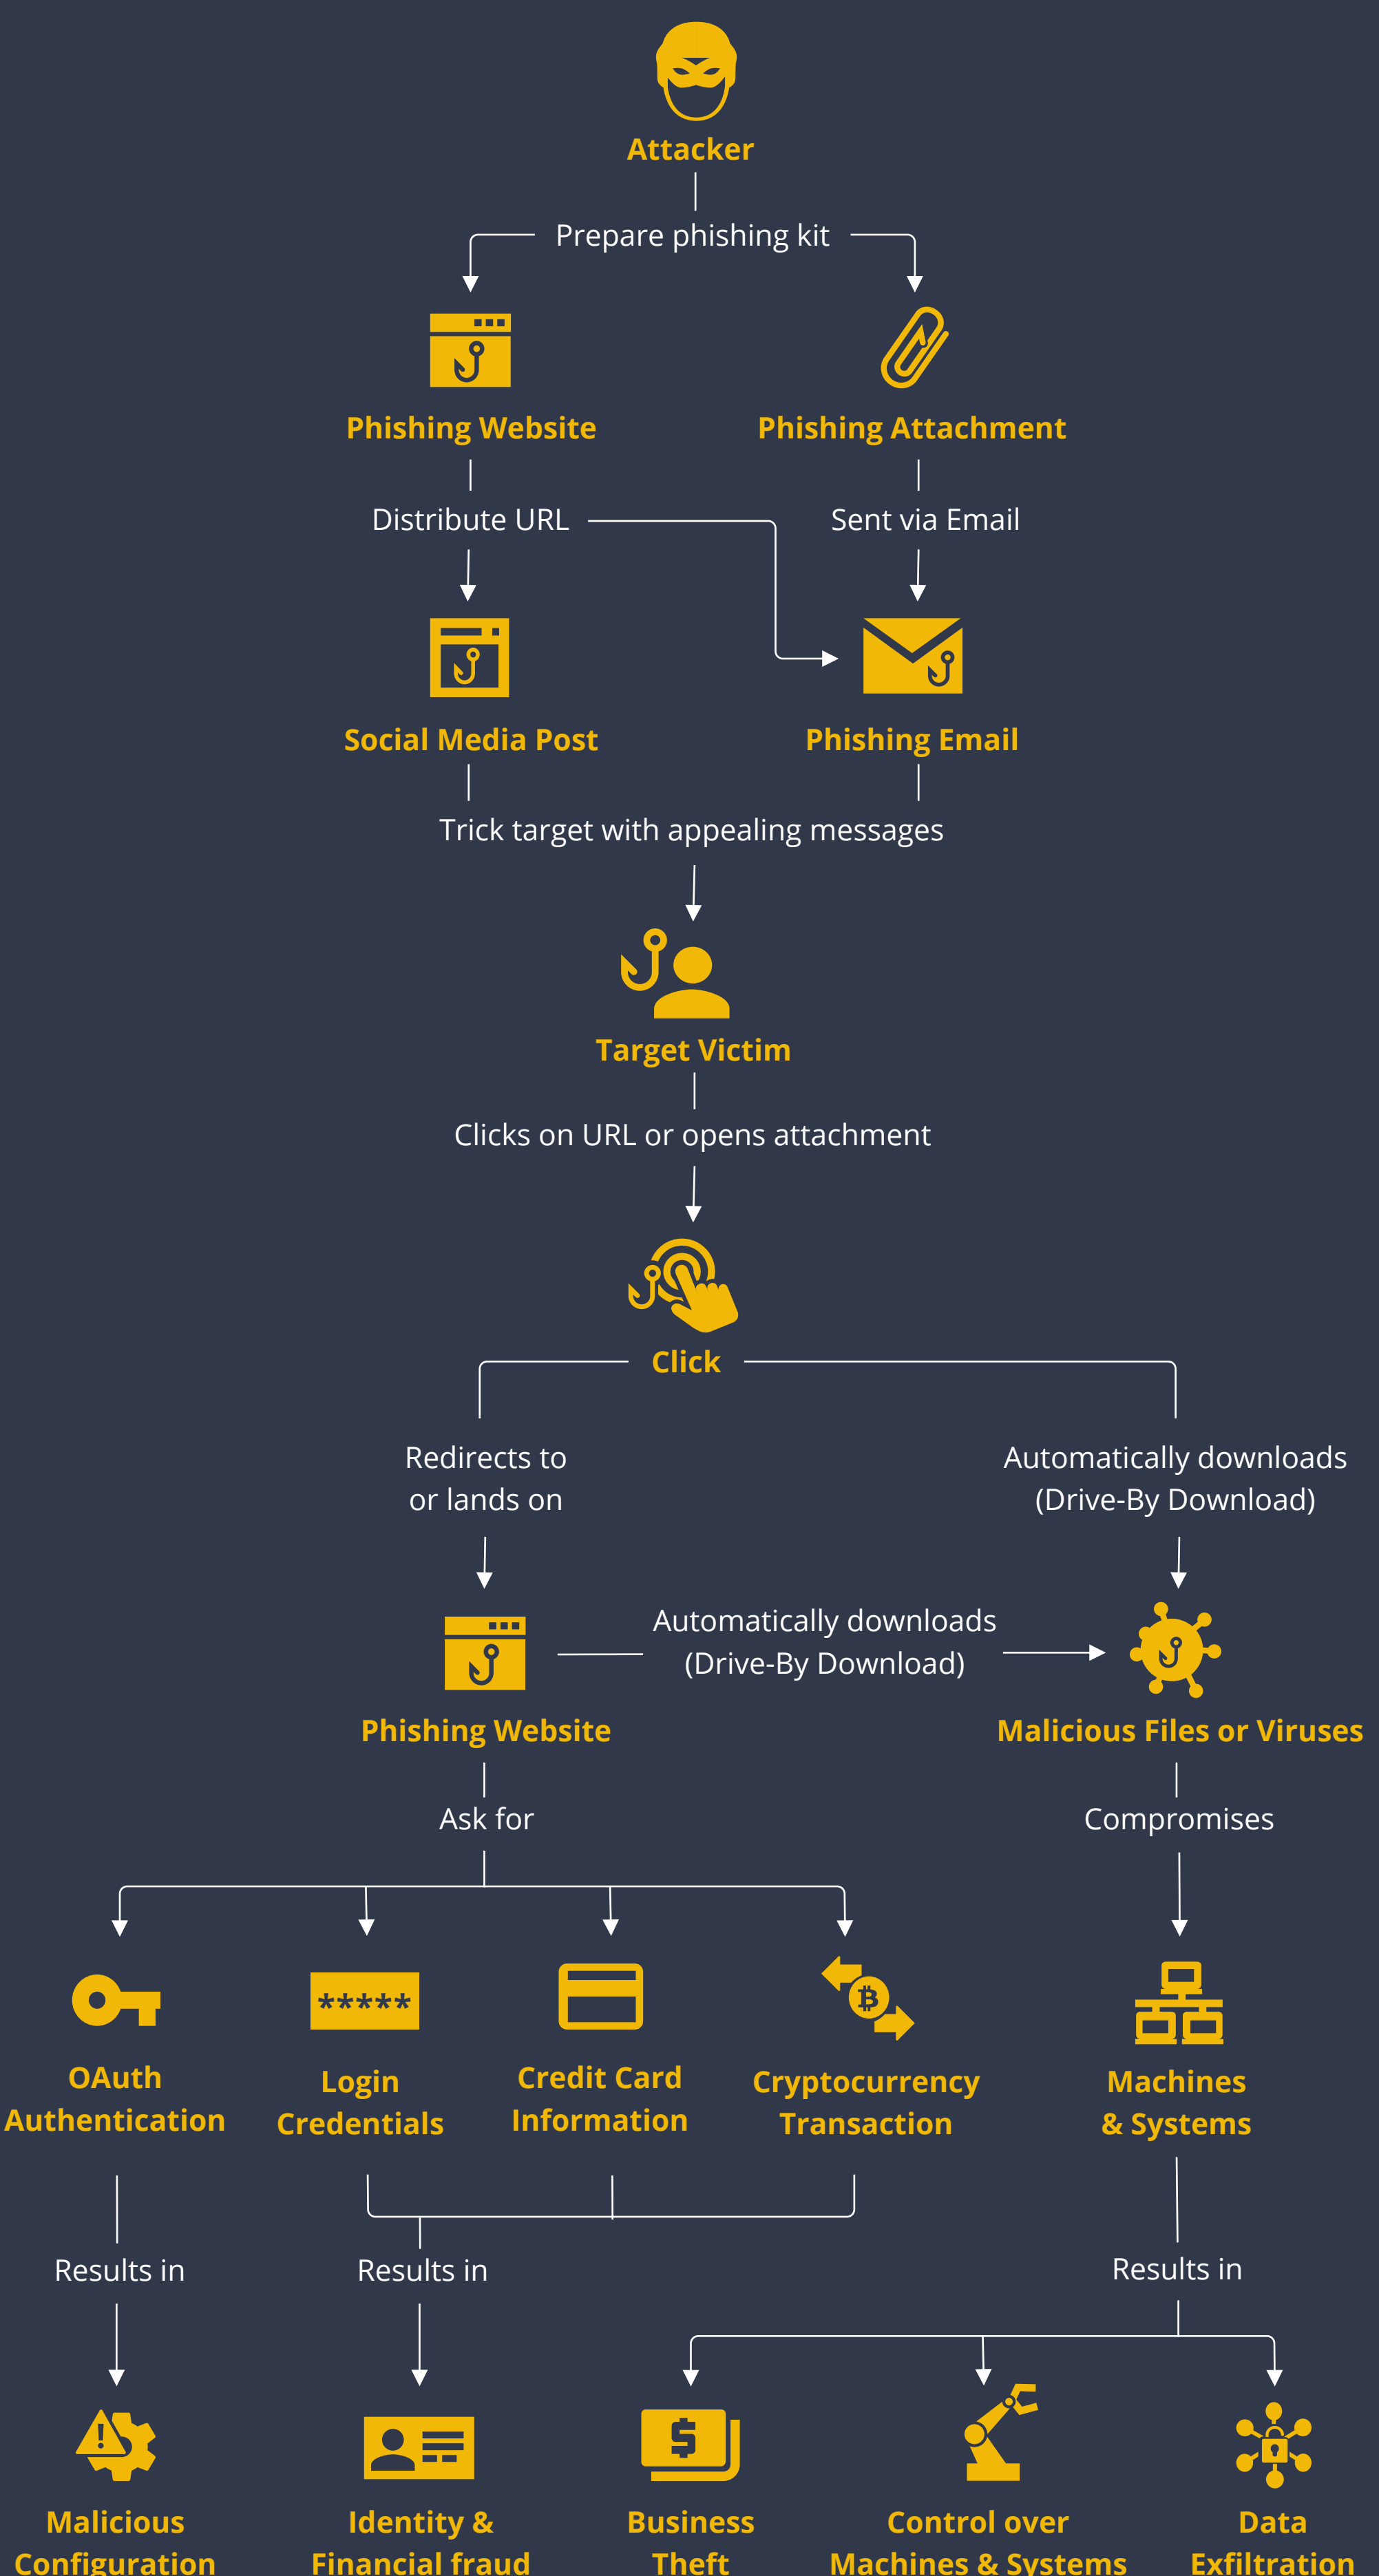 Attacker
Prepare phishing kit
Phishing Website
Phishing Attachment
Distribute URL
Sent via Email
Social Media Post
Phishing Email
Trick target with appealing messages
Target Victim
Clicks on URL or opens attachment
Click
Redirects to
or lands on
Automatically downloads
(Drive-By Download)
Automatically downloads
(Drive-By Download)
Phishing Website
Malicious Files or Viruses
Ask for
Compromises
*****
OAuth
Authentication
Login
Credentials
Credit Card
Information
Cryptocurrency
Transaction
Machines
& Systems
Results in
Results in
Results in
Malicious
Configuration
Identity &
Financial fraud
Business
Theft
Control over
Machines & Systems
Data
Exfiltration